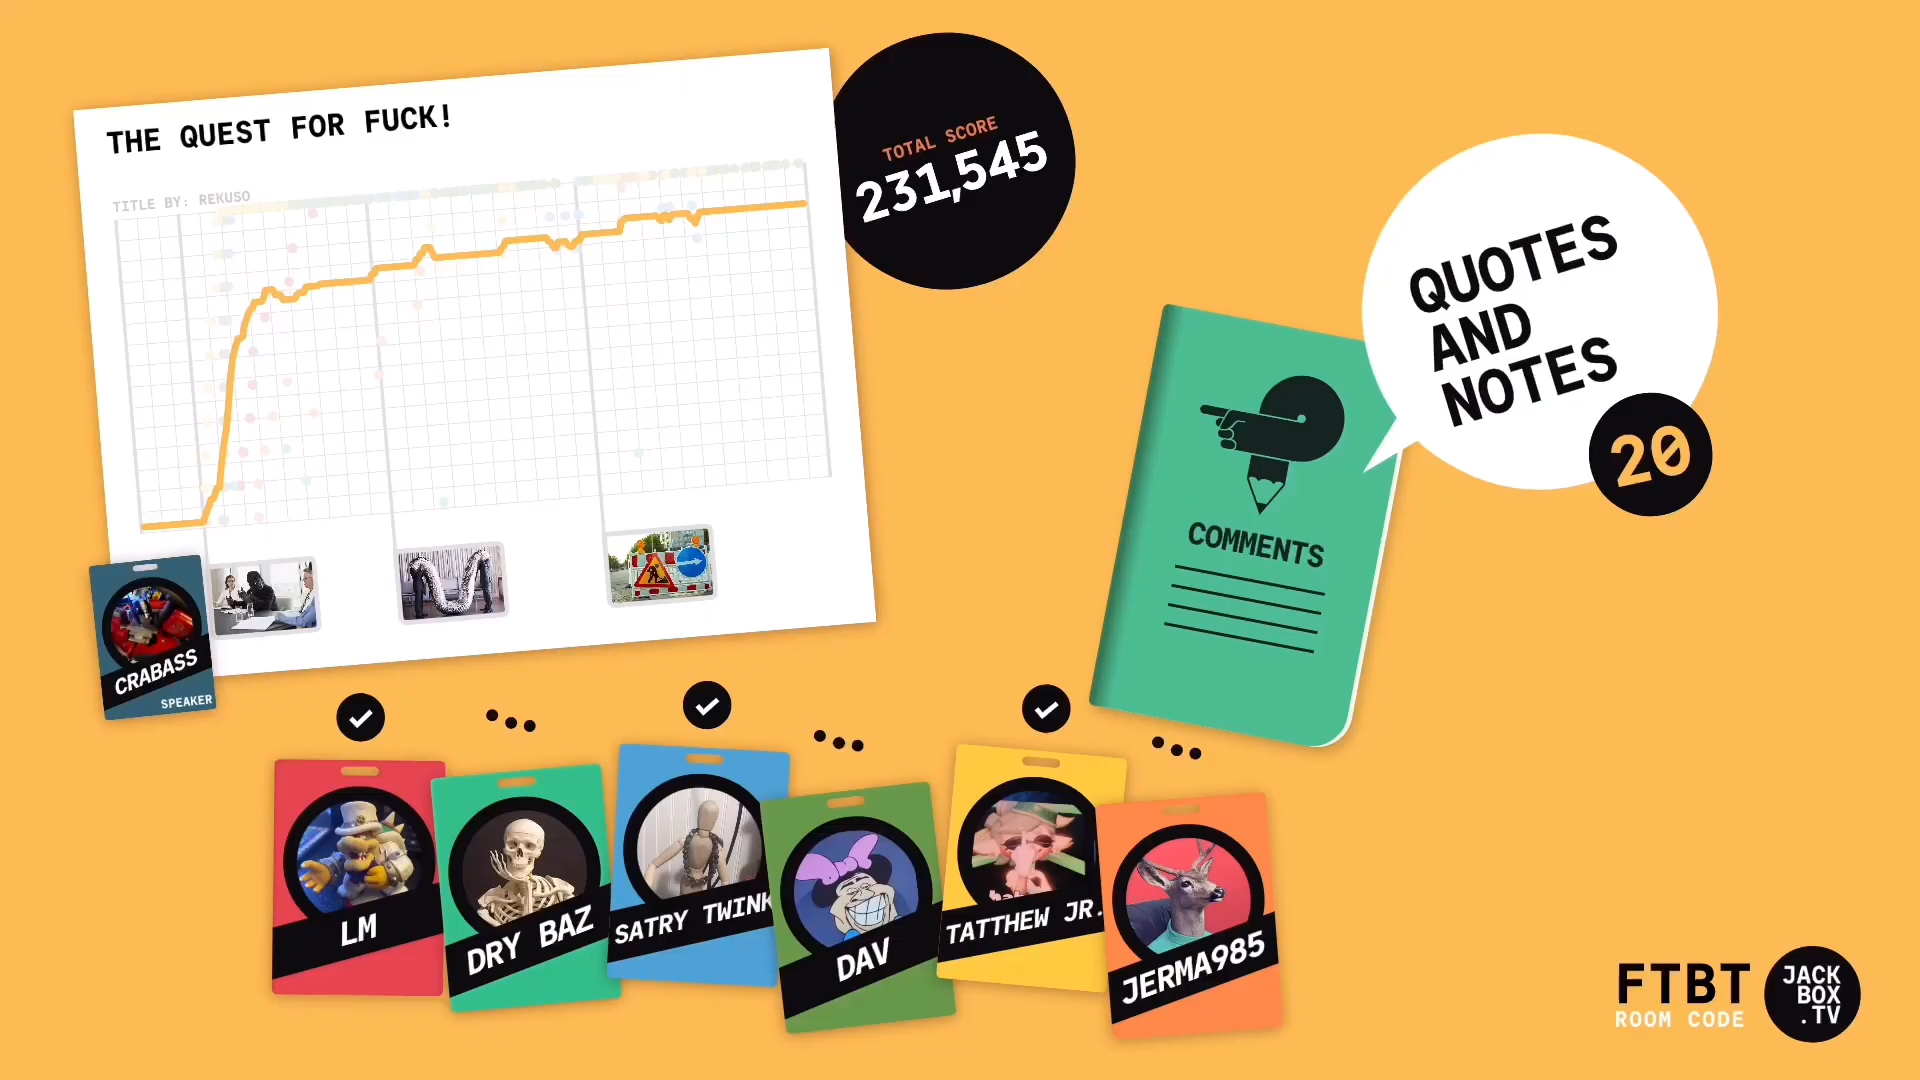 THE QUEST FOR FUCK!
TITLE BY: REKUSO
TOTAL SCORE
231,545
QUOTES
AND
NOTES
20
COMMENTS
CRABASS
SPEAKER
LM
DRY BAZ
SATRY TWINK
DAV
TATTHEW JR.
JERMA985
FTBT
ROOM CODE
JACK
BOX
.TV